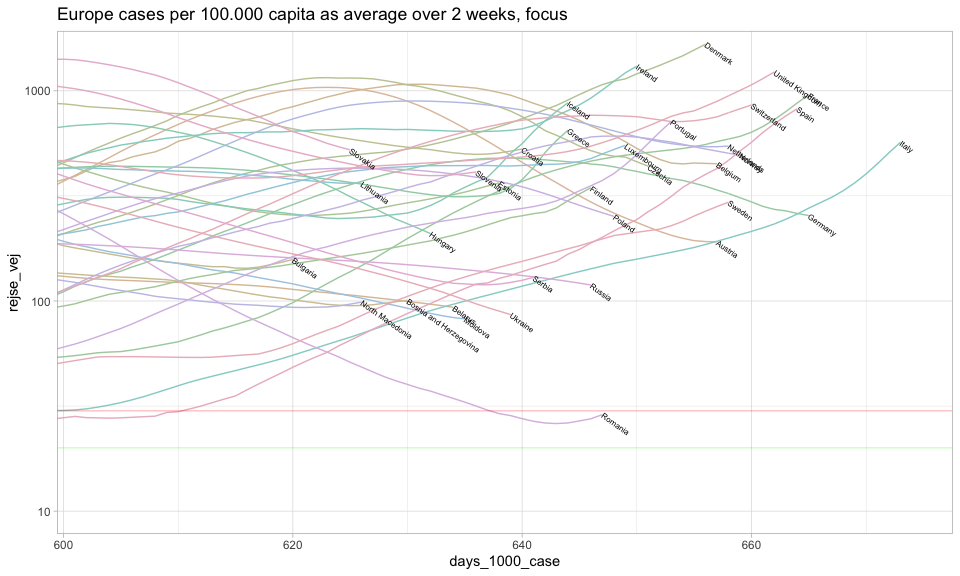 Europe cases per 100.000 capita as average over 2 weeks, focus
Denmark
Ireland
United Kingdom
France
Iceland
Switzerland
Spain
Portugal
Greece
Italy
Slovakia
Croatia
Luxembourg
Netherlands
Czechia
Belgium
Slovenia
Estonia
Lithuania
Finland
Sweden
Poland
Germany
Hungary
Austria
Bulgaria
Serbia
Russia
North Macedonia
Bosnia and Herzegovina
Belarus
Moldova
Ukraine
Romania
1000
100
10
rejse_vej
600
620
640
660
days_1000_case